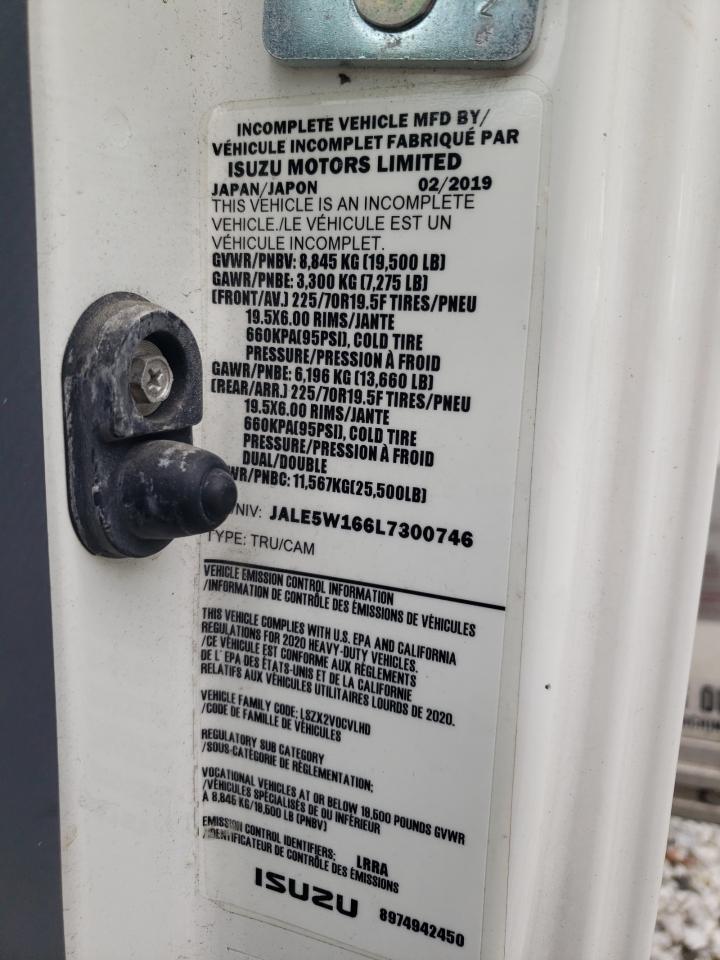 INCOMPLETE VEHICLE MFD BY/
VÉHICULE INCOMPLET FABRIQUÉ PAR
ISUZU MOTORS LIMITED
JAPAN/JAPON 02/2019
THIS VEHICLE IS AN INCOMPLETE
VEHICLE./LE VÉHICULE EST UN
VÉHICULE INCOMPLET.
GVWR/PNBV: 8,845 KG (19,500 LB)
GAWR/PNBE: 3,300 KG (7,275 LB)
(FRONT/AV.) 225/70R19.5F TIRES/PNEU
19.5X6.00 RIMS/JANTE
660KPA(95PSI), COLD TIRE
PRESSURE/PRESSION À FROID
GAWR/PNBE: 6,196 KG (13,660 LB)
(REAR/ARR.) 225/70R19.5F TIRES/PNEU
19.5X6.00 RIMS/JANTE
660KPA(95PSI), COLD TIRE
PRESSURE/PRESSION À FROID
DUAL/DOUBLE
WR/PNBC: 11,567KG(25,500LB)
NIV: JALE5W166L7300746
TYPE: TRU/CAM
VEHICLE EMISSION CONTROL INFORMATION
/INFORMATION DE CONTRÔLE DES ÉMISSIONS DE VÉHICULES
THIS VEHICLE COMPLIES WITH U.S. EPA AND CALIFORNIA
REGULATIONS FOR 2020 HEAVY-DUTY VEHICLES.
/CE VÉHICULE EST CONFORME AUX RÈGLEMENTS
DE L' EPA DES ÉTATS-UNIS ET DE LA CALIFORNIE
RELATIFS AUX VÉHICULES UTILITAIRES LOURDS DE 2020.
VEHICLE FAMILY CODE: LSZX2VOCVLHD
/CODE DE FAMILLE DE VÉHICULES
REGULATORY SUB CATEGORY
/SOUS-CATÉGORIE DE RÉGLEMENTATION:
VOCATIONAL VEHICLES AT OR BELOW 19,500 POUNDS GVWR
/VÉHICULES SPÉCIALISÉS DE OU INFÉRIEUR
À 8,845 KG/19,500 LB (PNBV)
EMISSION CONTROL IDENTIFIERS: LRRA
/IDENTIFICATEUR DE CONTRÔLE DES ÉMISSIONS
ISUZU 8974942450